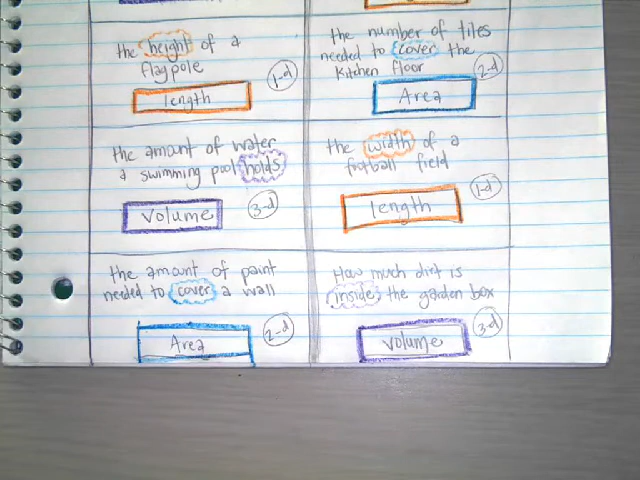 the height of a
flagpole
1-d
length
the number of tiles
needed to cover the
kitchen floor
2-d
Area
the amount of water
a swimming pool holds
Volume
3-d
the width of a
football field
1-d
length
the amount of paint
needed to cover a wall
2-d
Area
How much dirt is
inside the garden box
3-d
volume